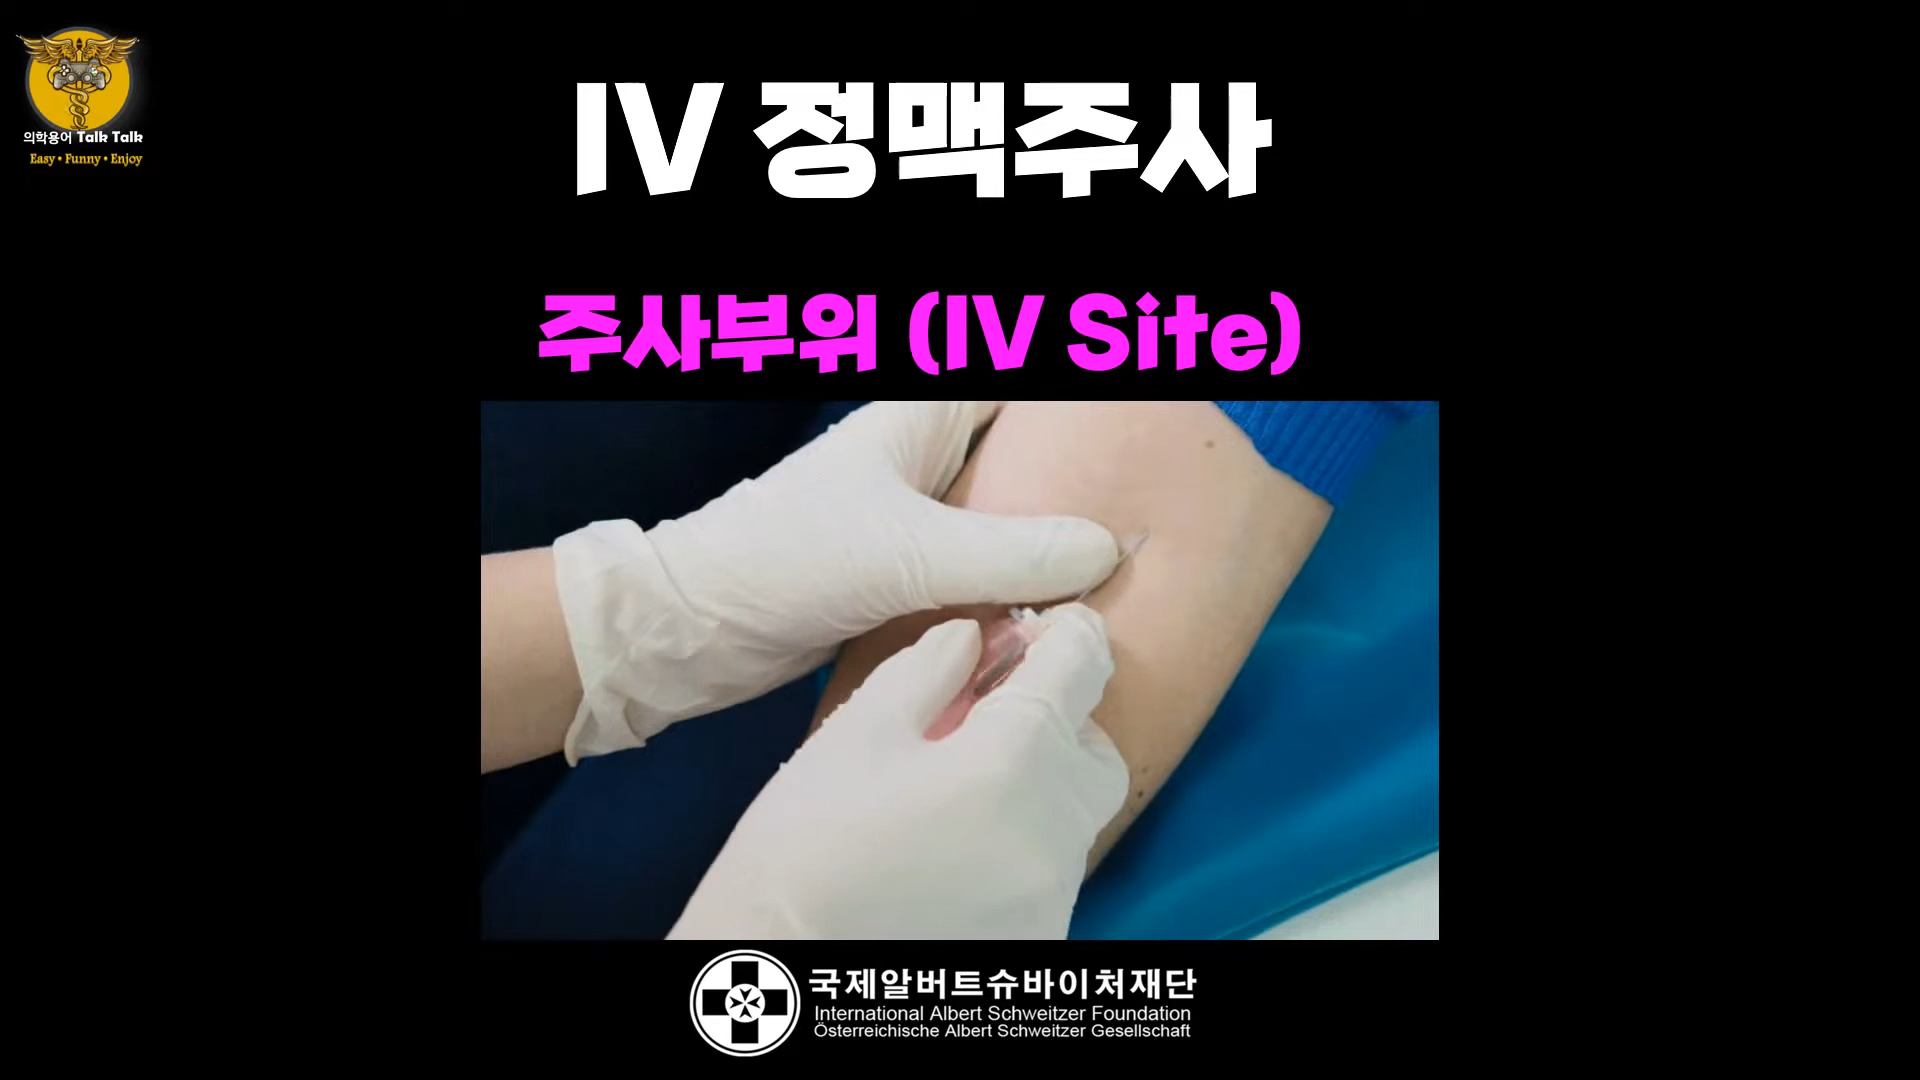 의학용어 Talk Talk
Easy • Funny • Enjoy
IV 정맥주사
주사부위 (IV Site)
국제알버트슈바이처재단
International Albert Schweitzer Foundation
Österreichische Albert Schweitzer Gesellschaft